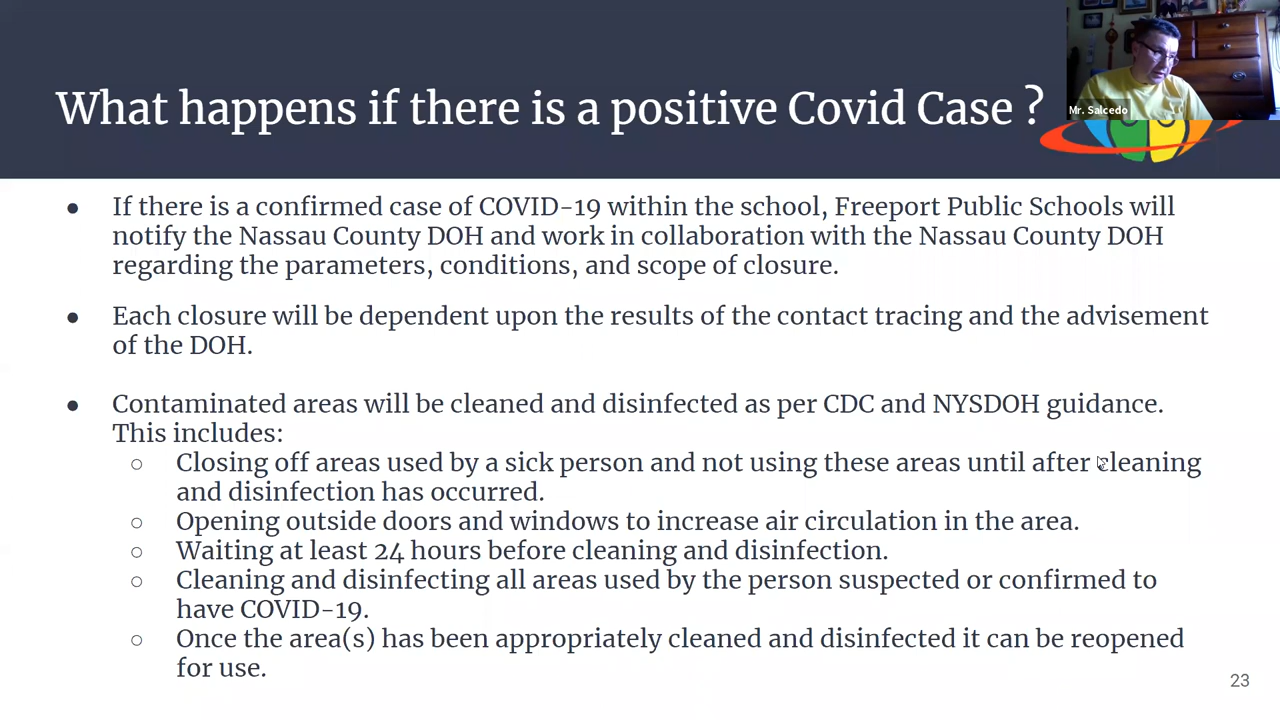 What happens if there is a positive Covid Case ?
Mr. Salcedo
● If there is a confirmed case of COVID-19 within the school, Freeport Public Schools will
notify the Nassau County DOH and work in collaboration with the Nassau County DOH
regarding the parameters, conditions, and scope of closure.
● Each closure will be dependent upon the results of the contact tracing and the advisement
of the DOH.
● Contaminated areas will be cleaned and disinfected as per CDC and NYSDOH guidance.
This includes:
○ Closing off areas used by a sick person and not using these areas until after cleaning
and disinfection has occurred.
○ Opening outside doors and windows to increase air circulation in the area.
○ Waiting at least 24 hours before cleaning and disinfection.
○ Cleaning and disinfecting all areas used by the person suspected or confirmed to
have COVID-19.
○ Once the area(s) has been appropriately cleaned and disinfected it can be reopened
for use.
23